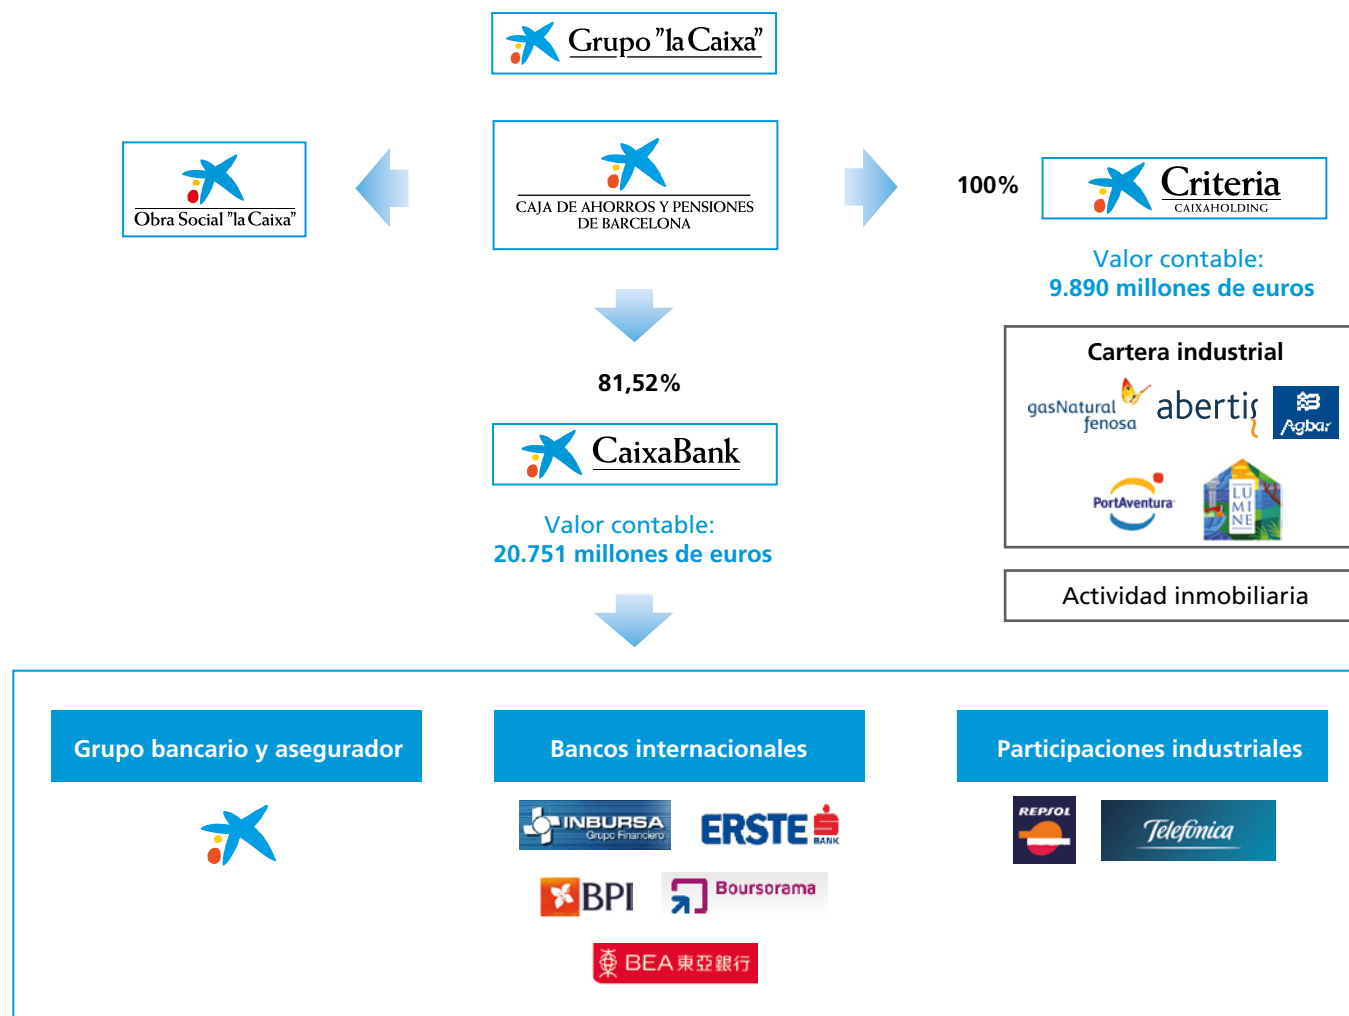 Grupo "la Caixa"
Obra Social "la Caixa"
CAJA DE AHORROS Y PENSIONES
DE BARCELONA
100%
Criteria
CAIXAHOLDING
Valor contable:
9.890 millones de euros
Cartera industrial
gasNatural
fenosa
abertis
Agbar
PortAventura
LU
MI
NE
Actividad inmobiliaria
81,52%
CaixaBank
Valor contable:
20.751 millones de euros
Grupo bancario y asegurador
Bancos internacionales
INBURSA
Grupo Financiero
ERSTE
BANK
BPI
Boursorama
BEA東亞銀行
Participaciones industriales
REPSOL
Telefónica